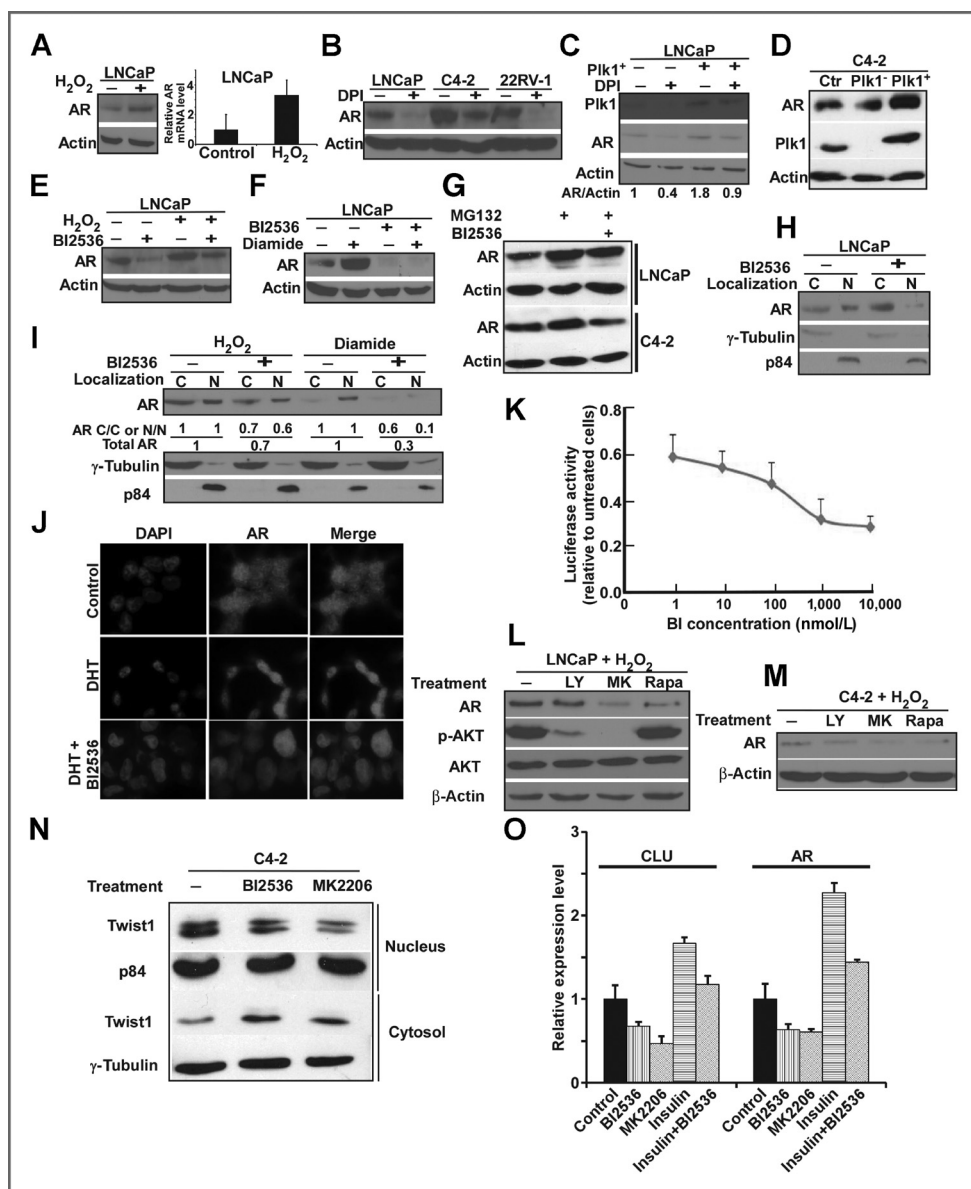 A
LNCaP
H2O2 – +
AR
Actin
LNCaP
Relative AR
mRNA level
4
2
0
Control H2O2
B
LNCaP C4-2 22RV-1
DPI – + – + – +
AR
Actin
C
LNCaP
Plk1+ – – + +
DPI – + – +
Plk1
AR
Actin
AR/Actin 1 0.4 1.8 0.9
D
C4-2
Ctr Plk1- Plk1+
AR
Plk1
Actin
E
LNCaP
H2O2 – – + +
BI2536 – + – +
AR
Actin
F
LNCaP
BI2536 – – + +
Diamide – + – +
AR
Actin
G
MG132 + +
BI2536 +
AR
Actin
LNCaP
AR
Actin
C4-2
H
LNCaP
BI2536 – +
Localization C N C N
AR
γ-Tubulin
p84
I
H2O2 Diamide
BI2536 – + – +
Localization C N C N C N C N
AR
AR C/C or N/N 1 1 0.7 0.6 1 1 0.6 0.1
Total AR 1 0.7 1 0.3
γ-Tubulin
p84
J
DAPI AR Merge
Control
DHT
DHT +
BI2536
K
Luciferase activity
(relative to untreated cells)
0.8
0.6
0.4
0.2
0
0 1 10 100 1,000 10,000
BI concentration (nmol/L)
L
LNCaP + H2O2
Treatment – LY MK Rapa
AR
p-AKT
AKT
β-Actin
M
C4-2 + H2O2
Treatment – LY MK Rapa
AR
β-Actin
N
C4-2
Treatment – BI2536 MK2206
Twist1
p84
Nucleus
Twist1
γ-Tubulin
Cytosol
O
Relative expression level
3
2
1
0
CLU AR
Control
BI2536
MK2206
Insulin
Insulin+BI2536
Control
BI2536
MK2206
Insulin
Insulin+BI2536